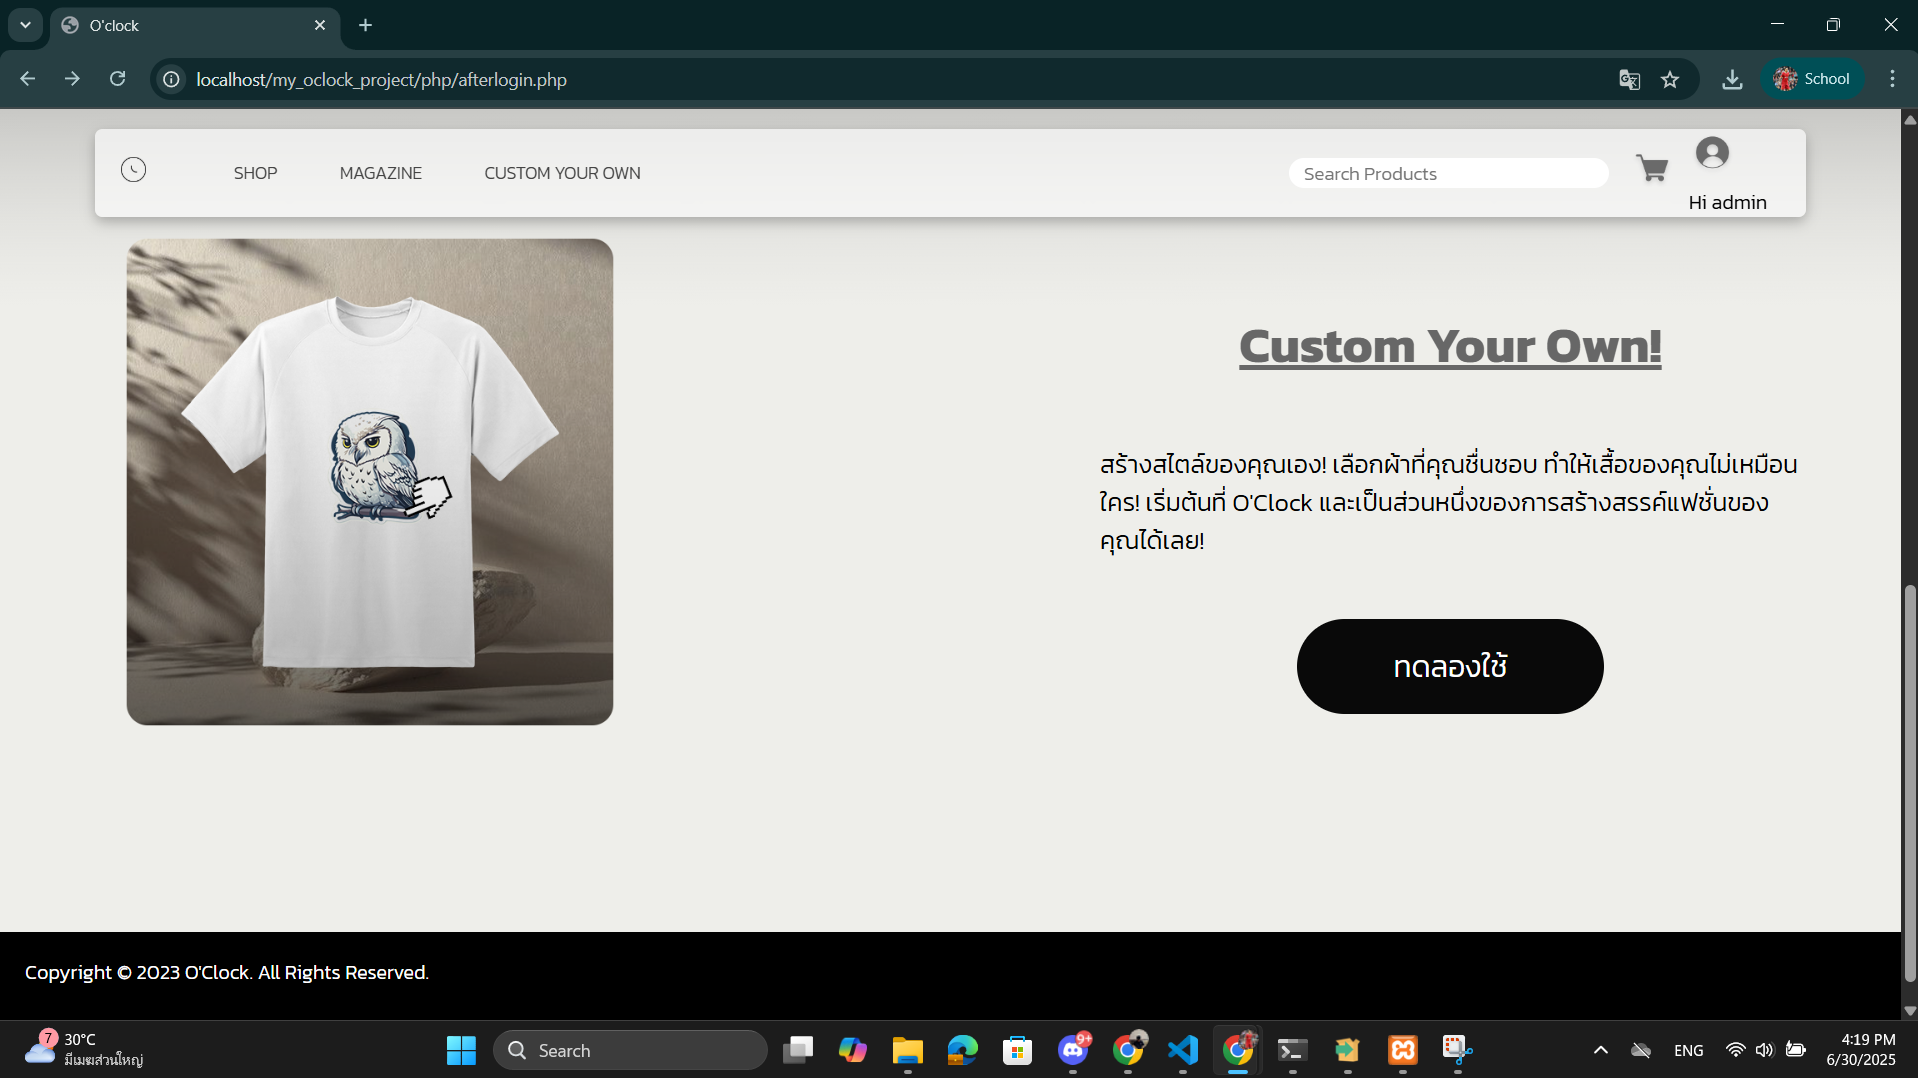 O'clock
localhost/my_oclock_project/php/afterlogin.php
School
SHOP
MAGAZINE
CUSTOM YOUR OWN
Search Products
Hi admin
Custom Your Own!
สร้างสไตล์ของคุณเอง! เลือกผ้าที่คุณชื่นชอบ ทำให้เสื้อของคุณไม่เหมือน
ใคร! เริ่มต้นที่ O'Clock และเป็นส่วนหนึ่งของการสร้างสรรค์แฟชั่นของ
คุณได้เลย!
ทดลองใช้
Copyright © 2023 O'Clock. All Rights Reserved.
7
30°C
มีเมฆส่วนใหญ่
Search
9+
ENG
4:19 PM
6/30/2025